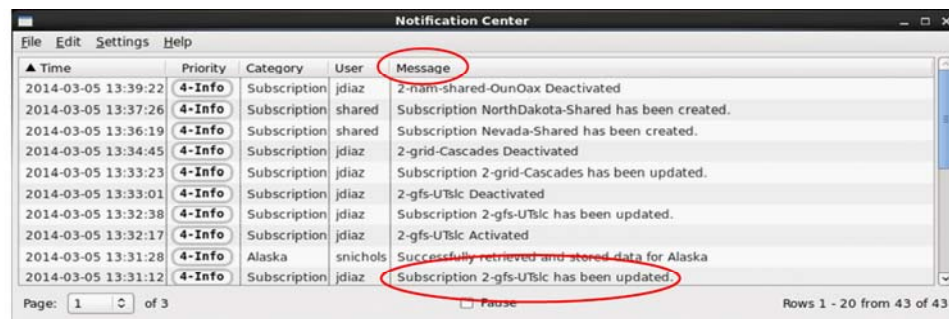 Notification Center
File Edit Settings Help
▲ Time Priority Category User Message
2014-03-05 13:39:22 4-Info Subscription jdiaz 2-nam-shared-OunOax Deactivated
2014-03-05 13:37:26 4-Info Subscription shared Subscription NorthDakota-Shared has been created.
2014-03-05 13:36:19 4-Info Subscription shared Subscription Nevada-Shared has been created.
2014-03-05 13:34:45 4-Info Subscription jdiaz 2-grid-Cascades Deactivated
2014-03-05 13:33:23 4-Info Subscription jdiaz Subscription 2-grid-Cascades has been updated.
2014-03-05 13:33:01 4-Info Subscription jdiaz 2-gfs-UTslc Deactivated
2014-03-05 13:32:38 4-Info Subscription jdiaz Subscription 2-gfs-UTslc has been updated.
2014-03-05 13:32:17 4-Info Subscription jdiaz 2-gfs-UTslc Activated
2014-03-05 13:31:28 4-Info Alaska snichols Successfully retrieved and stored data for Alaska
2014-03-05 13:31:12 4-Info Subscription jdiaz Subscription 2-gfs-UTslc has been updated.
Page: 1 of 3 Pause Rows 1 - 20 from 43 of 43